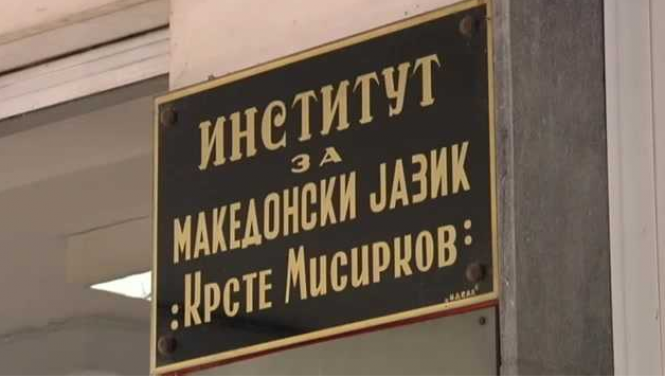 ИНСТИТУТ
ЗА
МАКЕДОНСКИ ЈАЗИК
:Крсте Мисирков: